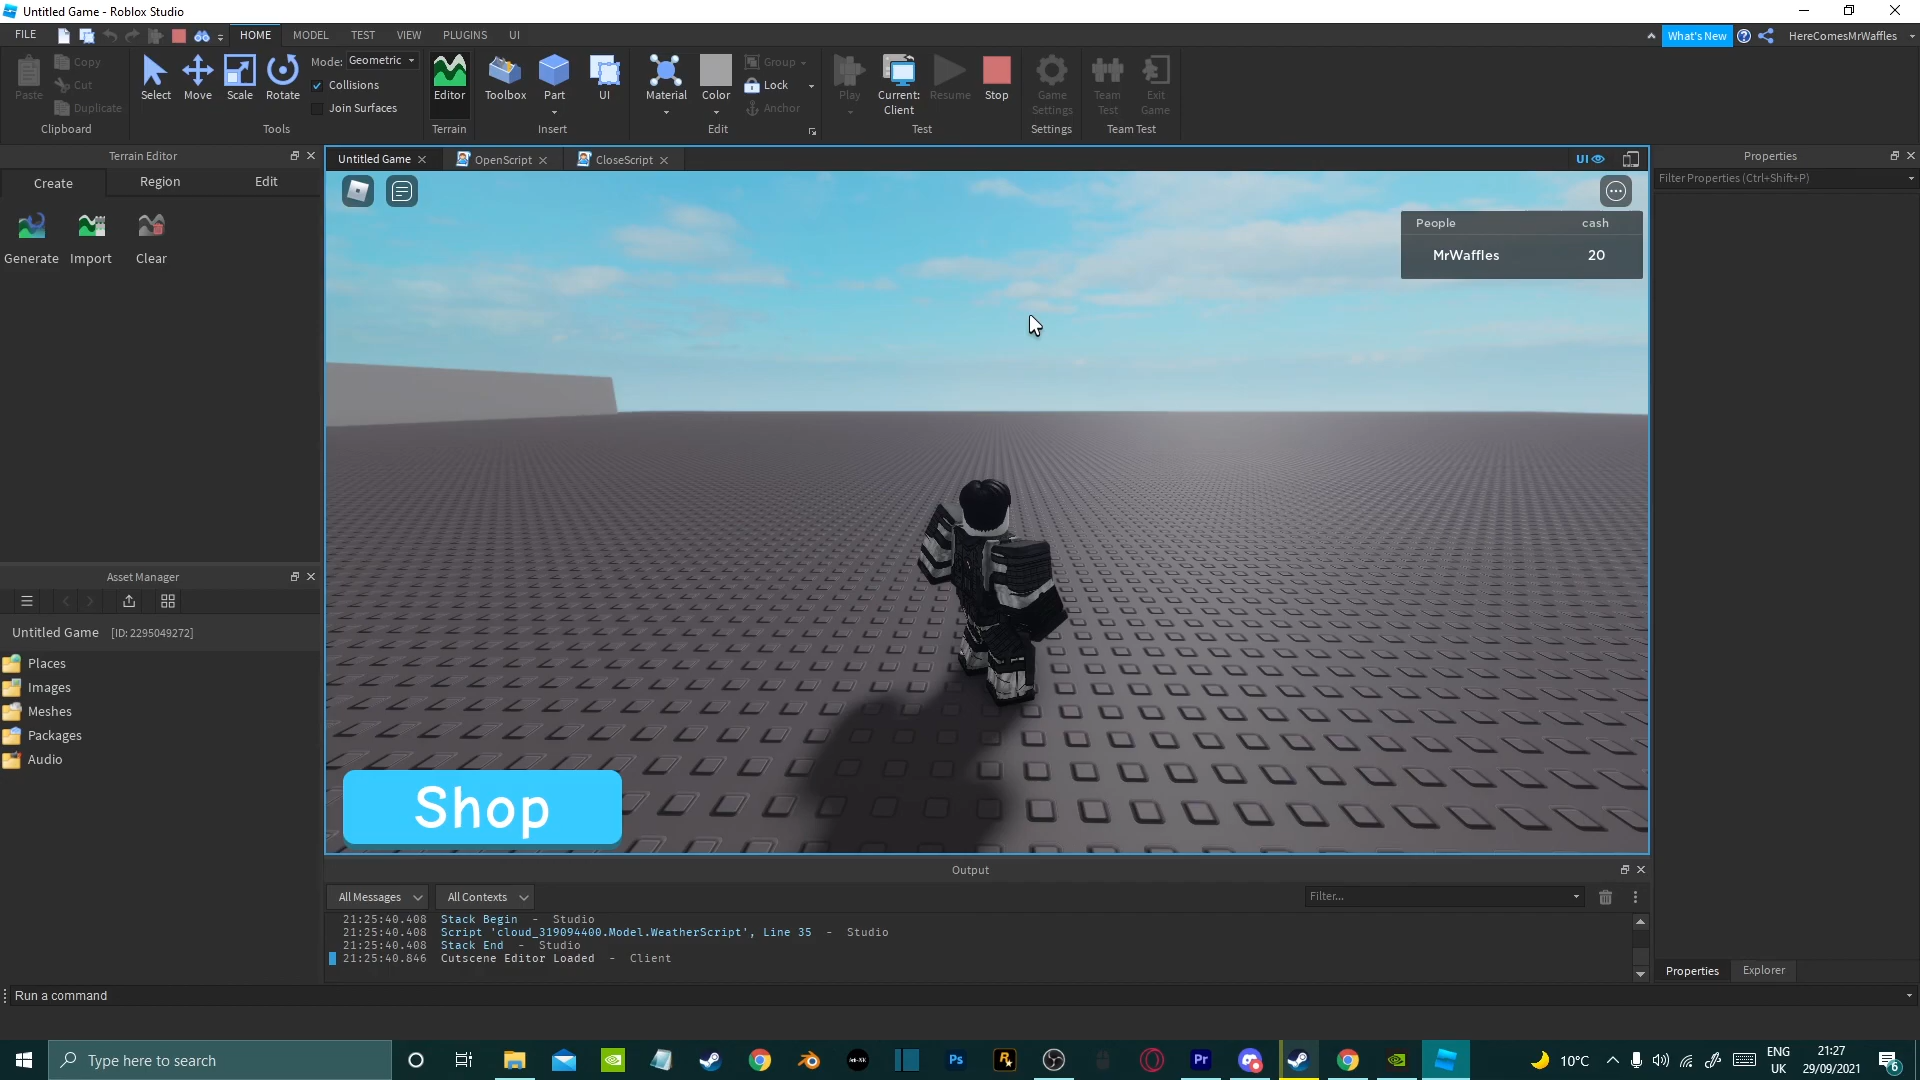 Untitled Game - Roblox Studio
FILE
HOME
MODEL
TEST
VIEW
PLUGINS
UI
What's New
HereComesMrWaffles
Paste
Copy
Cut
Duplicate
Clipboard
Select
Move
Scale
Rotate
Mode: Geometric
Collisions
Join Surfaces
Tools
Editor
Terrain
Toolbox
Part
UI
Insert
Material
Color
Group
Lock
Anchor
Edit
Play
Current:
Client
Resume
Stop
Test
Game
Settings
Settings
Team
Test
Exit
Game
Team Test
Terrain Editor
Create
Region
Edit
Generate
Import
Clear
Asset Manager
Untitled Game [ID: 2295049272]
Places
Images
Meshes
Packages
Audio
Untitled Game
OpenScript
CloseScript
UI
People cash
MrWaffles 20
Shop
Output
All Messages
All Contexts
Filter...
21:25:40.408 Stack Begin - Studio
21:25:40.408 Script 'cloud_319094400.Model.WeatherScript', Line 35 - Studio
21:25:40.408 Stack End - Studio
21:25:40.846 Cutscene Editor Loaded - Client
Properties
Filter Properties (Ctrl+Shift+P)
Properties
Explorer
Run a command
Type here to search
Ps
Pr
10°C
ENG
UK
21:27
29/09/2021
6